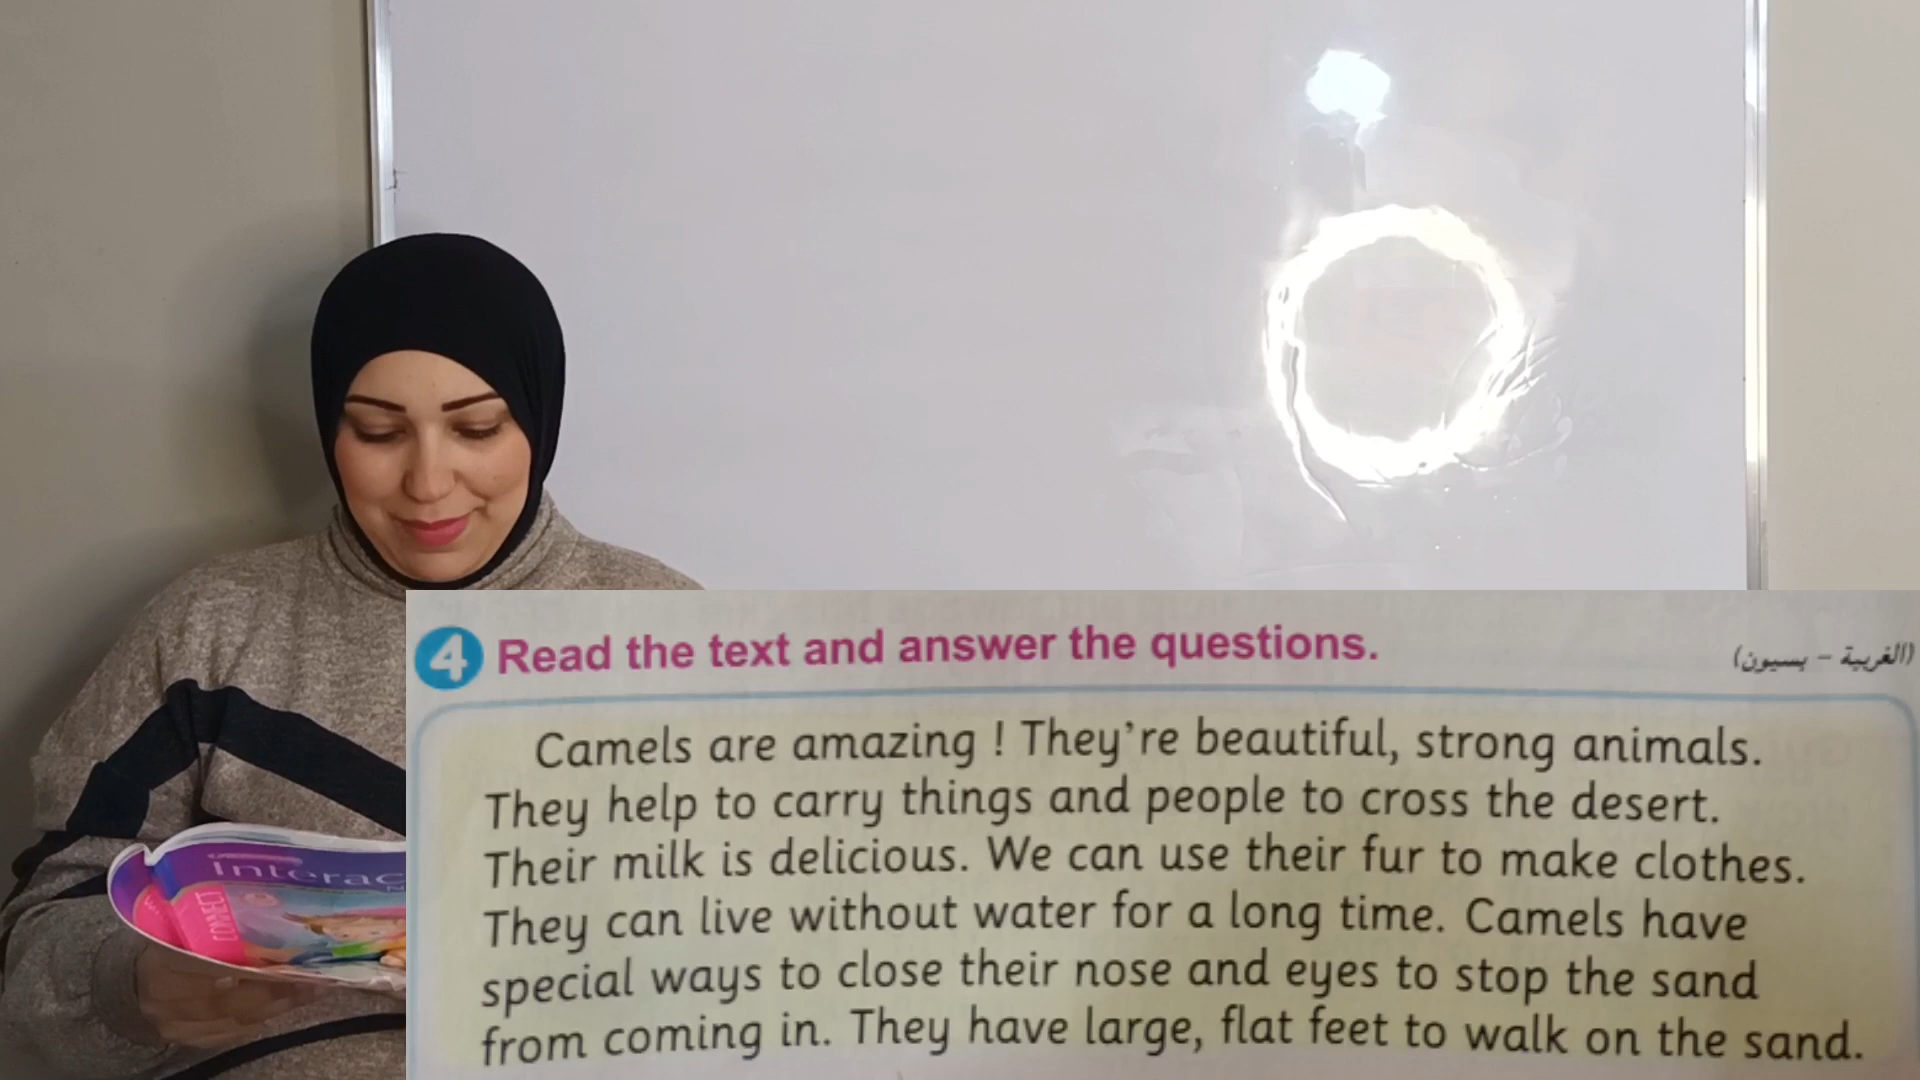 Interac
CONNECT
4 Read the text and answer the questions.
(الغربية - بسيون)
Camels are amazing ! They're beautiful, strong animals.
They help to carry things and people to cross the desert.
Their milk is delicious. We can use their fur to make clothes.
They can live without water for a long time. Camels have
special ways to close their nose and eyes to stop the sand
from coming in. They have large, flat feet to walk on the sand.